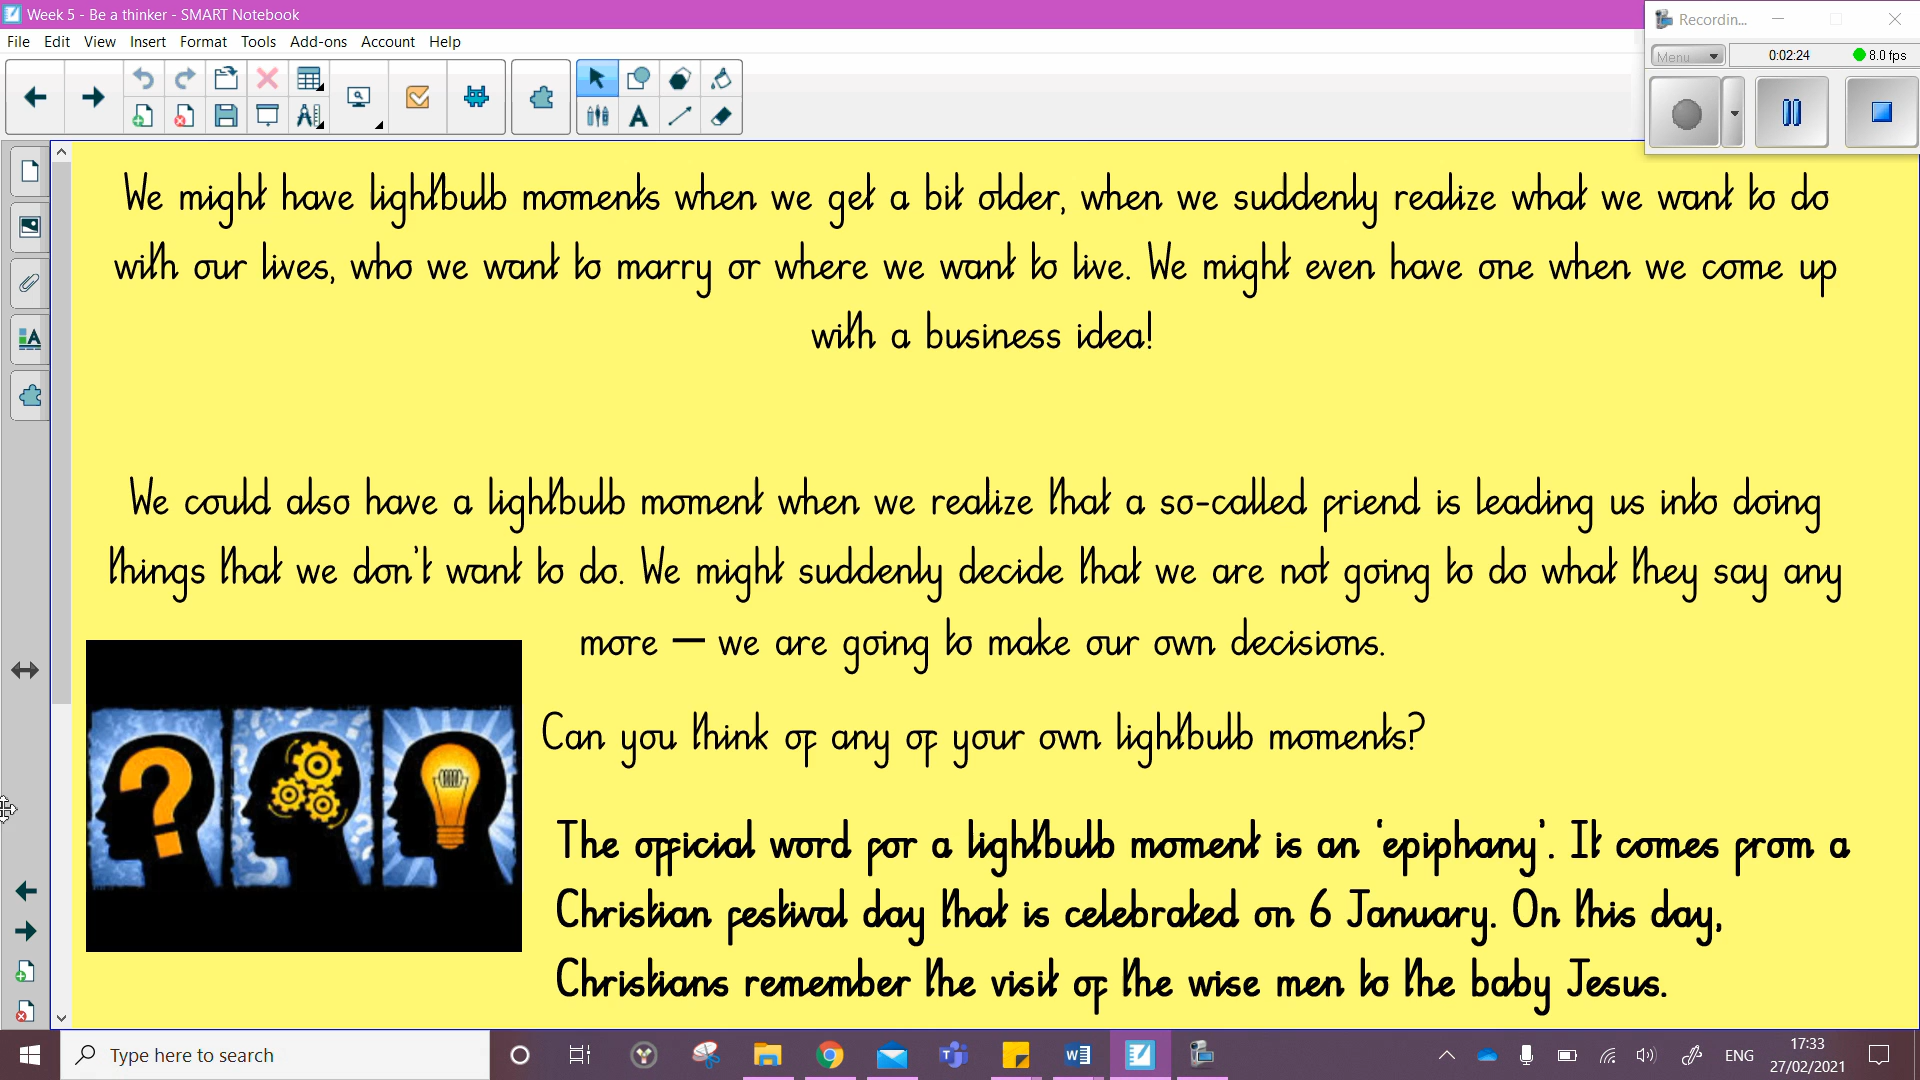 Week 5 - Be a thinker - SMART Notebook
Recordin...
File Edit View Insert Format Tools Add-ons Account Help
Menu 0:02:24 8.0 fps
We might have lightbulb moments when we get a bit older, when we suddenly realize what we want to do
with our lives, who we want to marry or where we want to live. We might even have one when we come up
with a business idea!
We could also have a lightbulb moment when we realize that a so-called friend is leading us into doing
things that we don't want to do. We might suddenly decide that we are not going to do what they say any
more – we are going to make our own decisions.
Can you think of any of your own lightbulb moments?
The official word for a lightbulb moment is an ‘epiphany’. It comes from a
Christian festival day that is celebrated on 6 January. On this day,
Christians remember the visit of the wise men to the baby Jesus.
Type here to search
ENG
17:33
27/02/2021